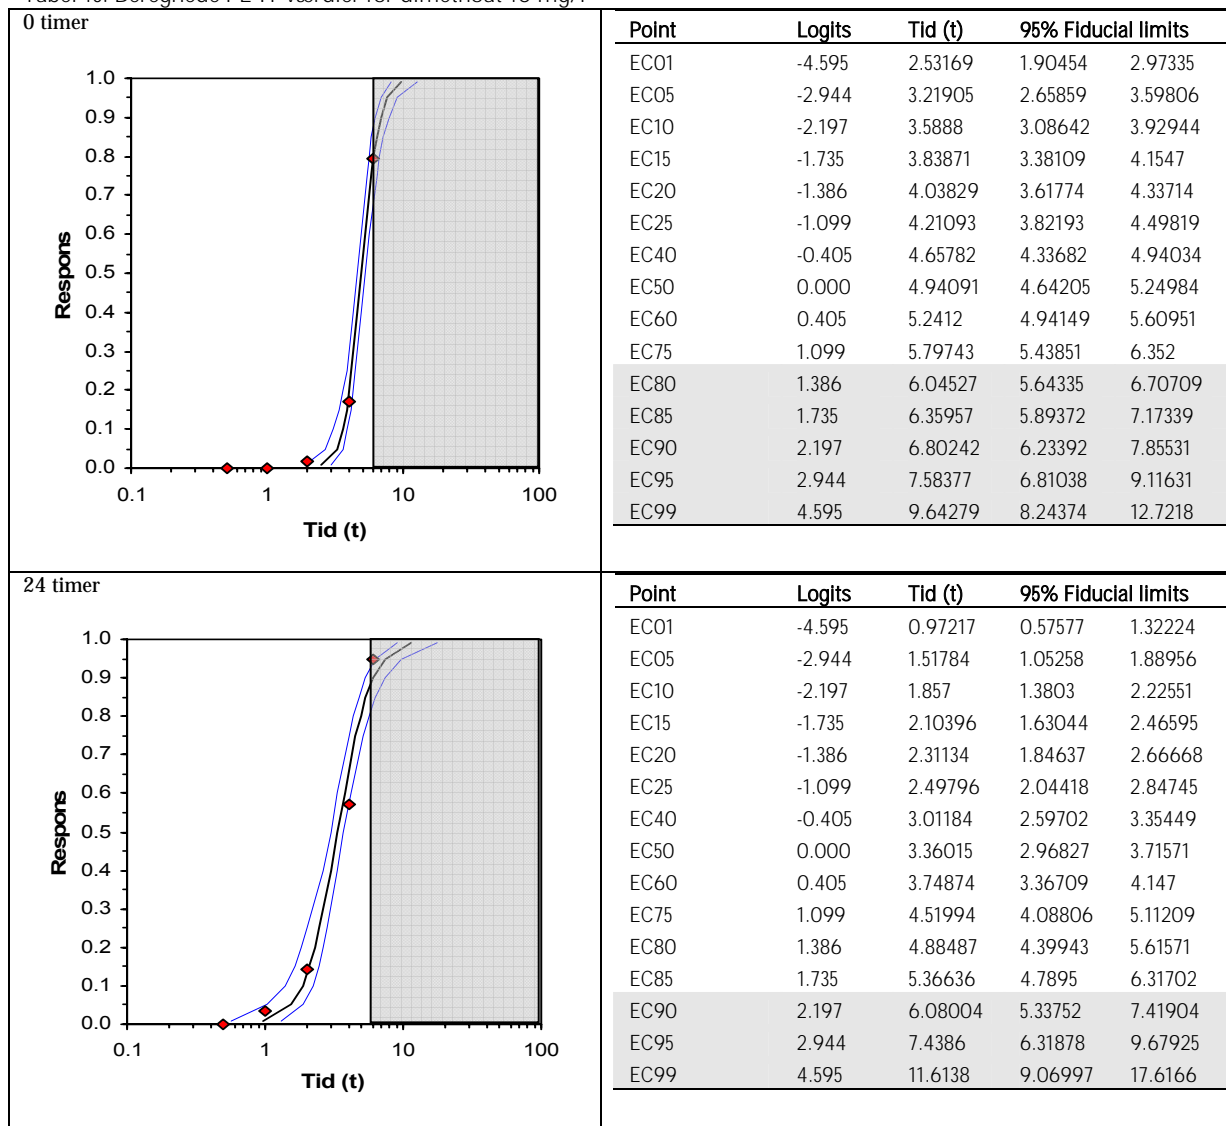 0 timer
Respons
1.0
0.9
0.8
0.7
0.6
0.5
0.4
0.3
0.2
0.1
0.0
0.1 1 10 100
Tid (t)
Point Logits Tid (t) 95% Fiducial limits
EC01 -4.595 2.53169 1.90454 2.97335
EC05 -2.944 3.21905 2.65859 3.59806
EC10 -2.197 3.5888 3.08642 3.92944
EC15 -1.735 3.83871 3.38109 4.1547
EC20 -1.386 4.03829 3.61774 4.33714
EC25 -1.099 4.21093 3.82193 4.49819
EC40 -0.405 4.65782 4.33682 4.94034
EC50 0.000 4.94091 4.64205 5.24984
EC60 0.405 5.2412 4.94149 5.60951
EC75 1.099 5.79743 5.43851 6.352
EC80 1.386 6.04527 5.64335 6.70709
EC85 1.735 6.35957 5.89372 7.17339
EC90 2.197 6.80242 6.23392 7.85531
EC95 2.944 7.58377 6.81038 9.11631
EC99 4.595 9.64279 8.24374 12.7218
24 timer
Respons
1.0
0.9
0.8
0.7
0.6
0.5
0.4
0.3
0.2
0.1
0.0
0.1 1 10 100
Tid (t)
Point Logits Tid (t) 95% Fiducial limits
EC01 -4.595 0.97217 0.57577 1.32224
EC05 -2.944 1.51784 1.05258 1.88956
EC10 -2.197 1.857 1.3803 2.22551
EC15 -1.735 2.10396 1.63044 2.46595
EC20 -1.386 2.31134 1.84637 2.66668
EC25 -1.099 2.49796 2.04418 2.84745
EC40 -0.405 3.01184 2.59702 3.35449
EC50 0.000 3.36015 2.96827 3.71571
EC60 0.405 3.74874 3.36709 4.147
EC75 1.099 4.51994 4.08806 5.11209
EC80 1.386 4.88487 4.39943 5.61571
EC85 1.735 5.36636 4.7895 6.31702
EC90 2.197 6.08004 5.33752 7.41904
EC95 2.944 7.4386 6.31878 9.67925
EC99 4.595 11.6138 9.06997 17.6166